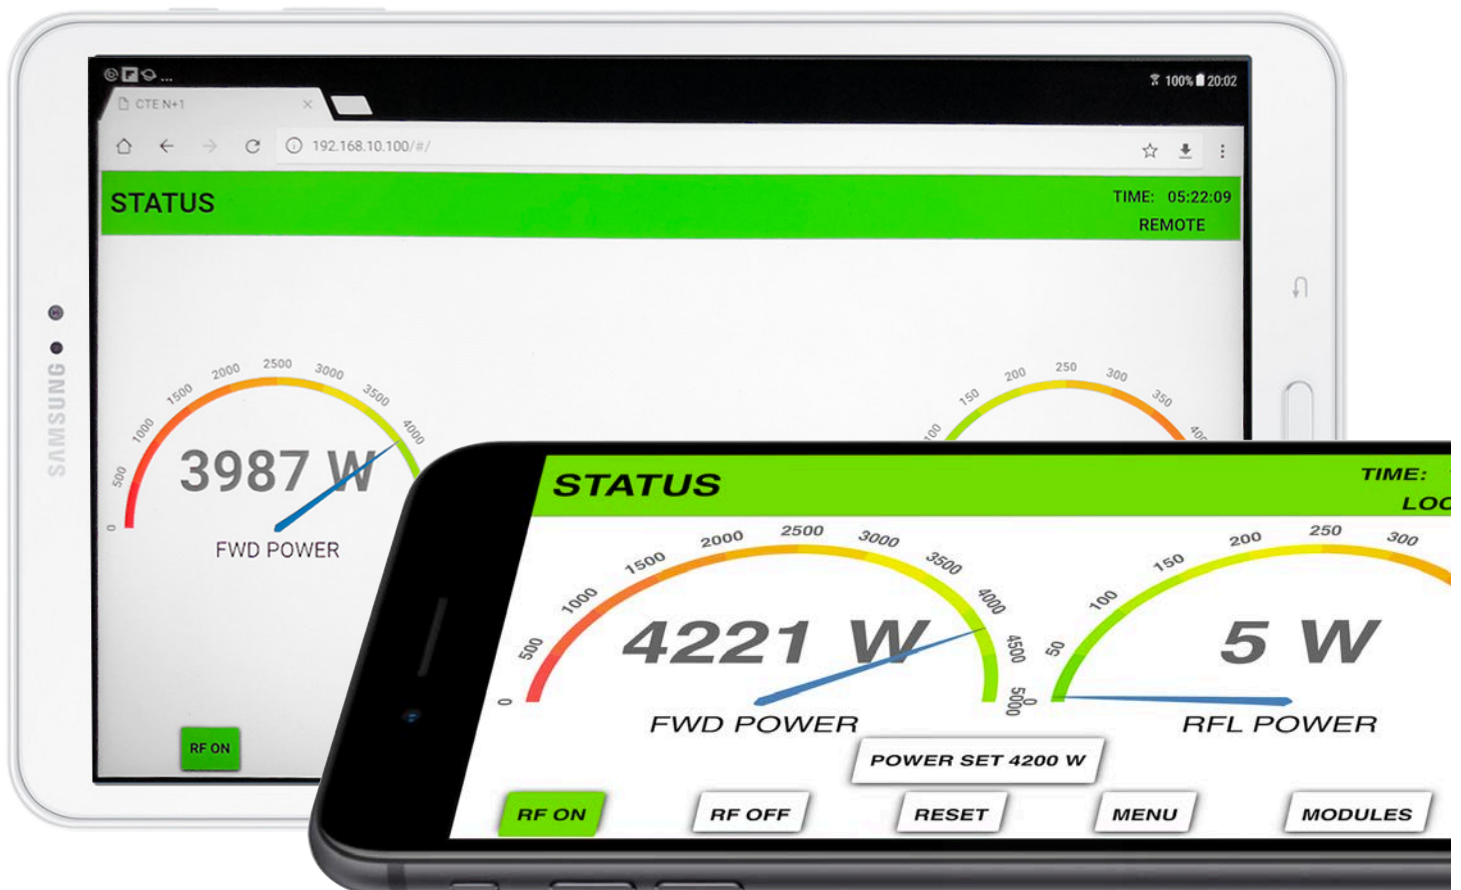 100% 20:02
CTE N+1
192.168.10.100/#/
STATUS
TIME: 05:22:09
REMOTE
0
500
1000
1500
2000
2500
3000
3500
4000
3987 W
FWD POWER
100
150
200
250
300
350
RF ON
SAMSUNG
STATUS
TIME:
0
500
1000
1500
2000
2500
3000
3500
4000
4500
5000
4221 W
FWD POWER
0
50
100
150
200
250
300
5 W
RFL POWER
POWER SET 4200 W
RF ON
RF OFF
RESET
MENU
MODULES